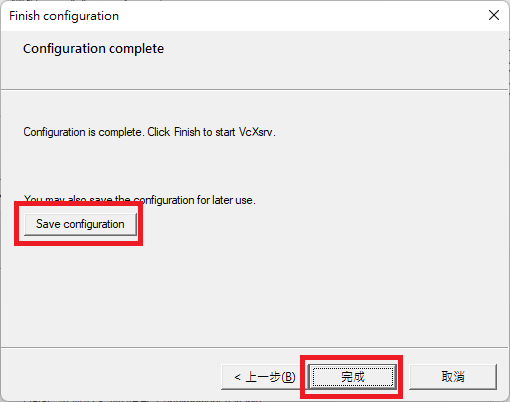 Finish configuration
Configuration complete
Configuration is complete. Click Finish to start VcXsrv.
You may also save the configuration for later use.
Save configuration
< 上一步(B)
完成
取消